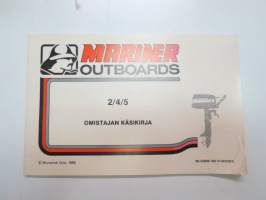 MARINER
OUTBOARDS
2/4/5
OMISTAJAN KÄSIKIRJA